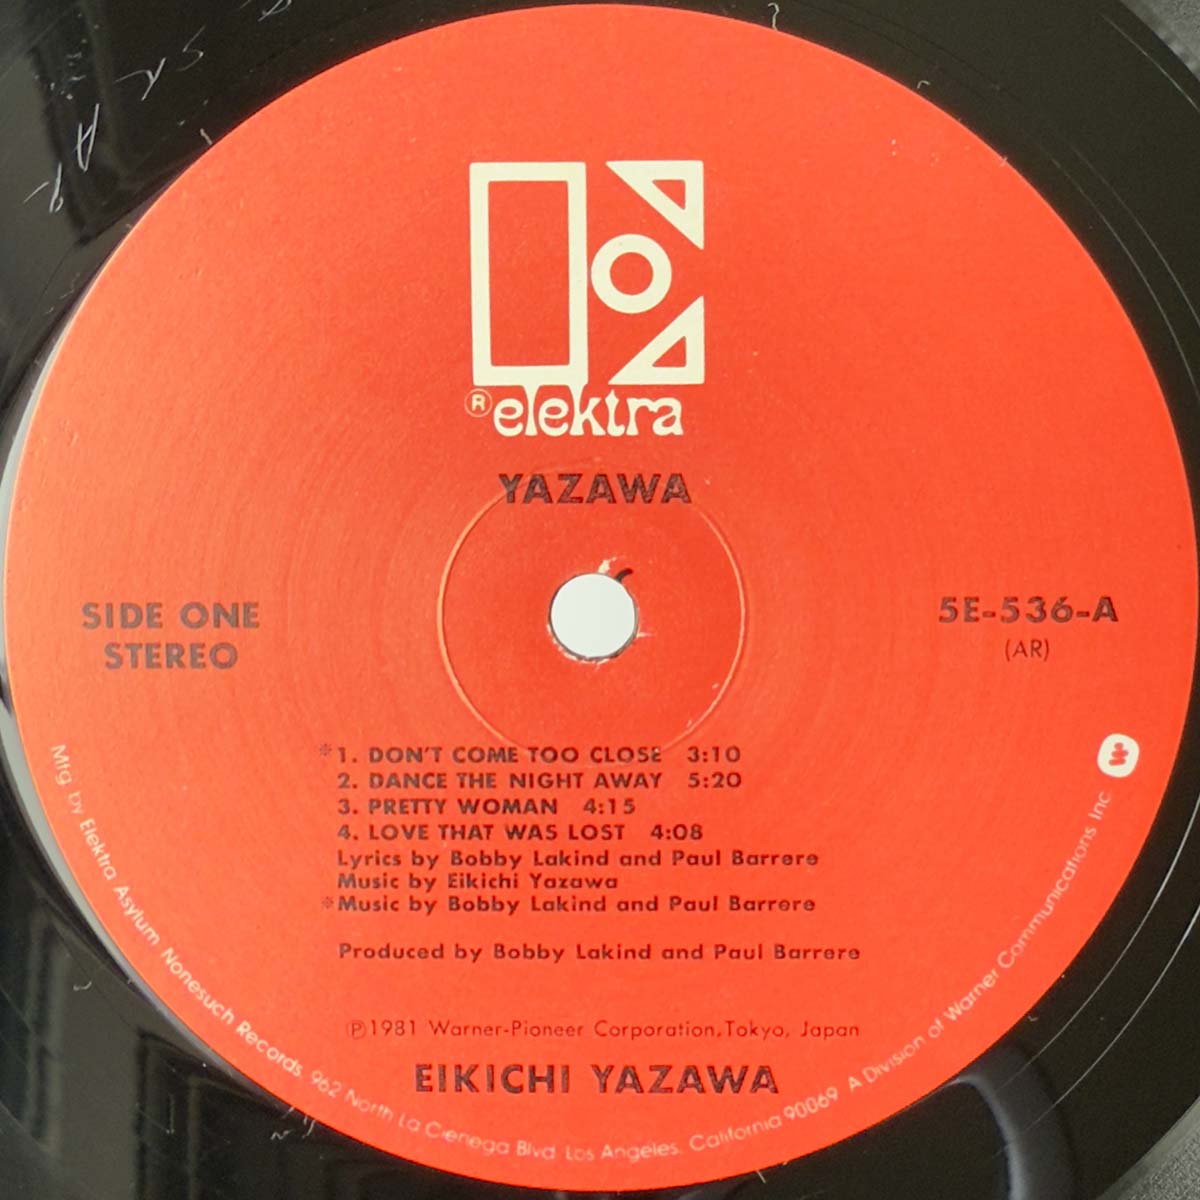 ® elektra
YAZAWA
SIDE ONE
STEREO
5E-536-A
(AR)
※1. DON'T COME TOO CLOSE 3:10
2. DANCE THE NIGHT AWAY 5:20
3. PRETTY WOMAN 4:15
4. LOVE THAT WAS LOST 4:08
Lyrics by Bobby Lakind and Paul Barrere
Music by Eikichi Yazawa
※Music by Bobby Lakind and Paul Barrere
Produced by Bobby Lakind and Paul Barrere
℗1981 Warner-Pioneer Corporation, Tokyo, Japan
EIKICHI YAZAWA
Mfg by Elektra Asylum Nonesuch Records. 962 North La Cienega Blvd. Los Angeles. California 90069 A Division of Warner Communications Inc.